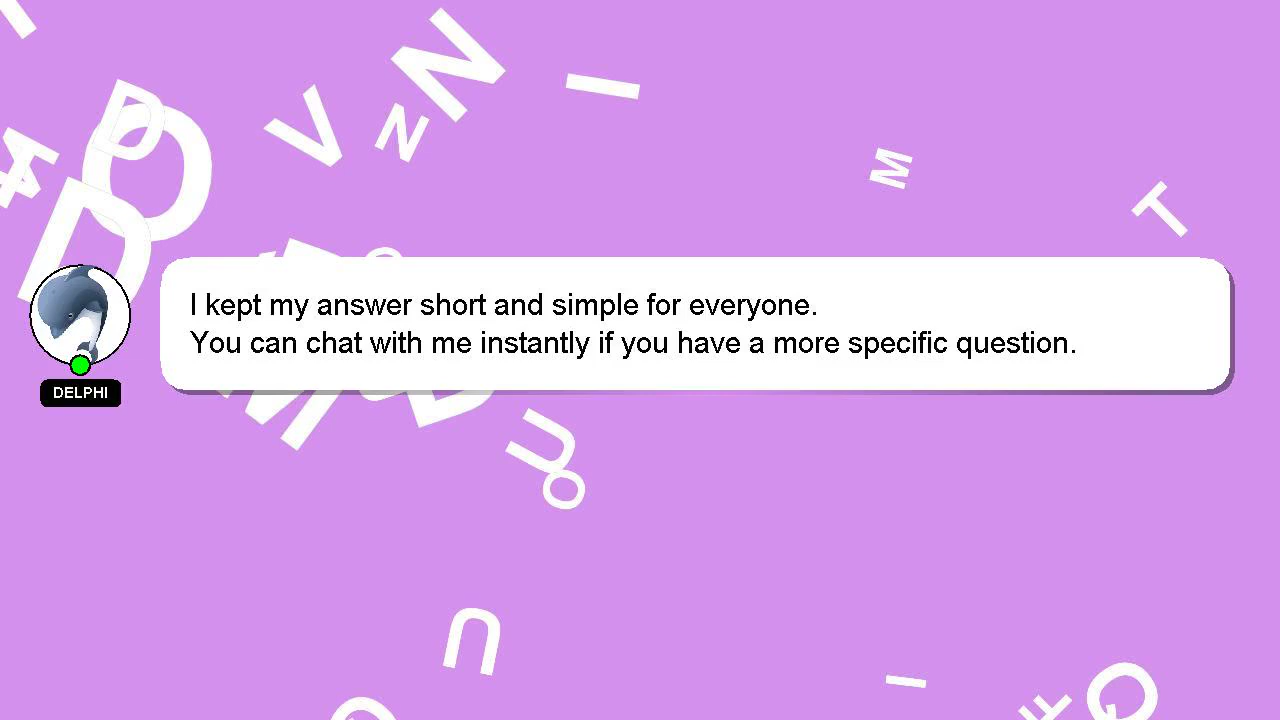 I kept my answer short and simple for everyone.
You can chat with me instantly if you have a more specific question.
DELPHI